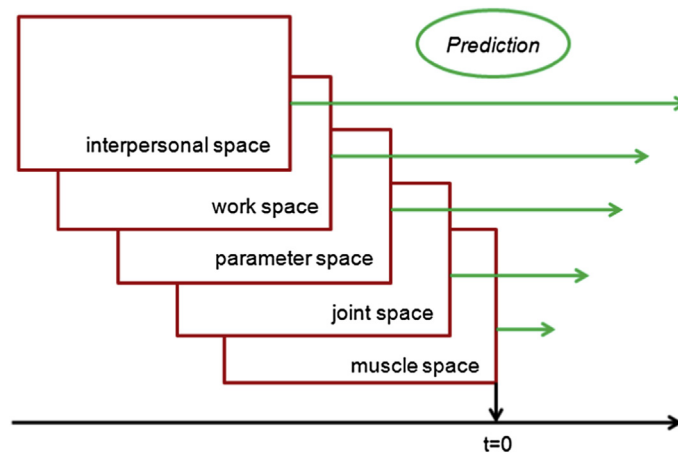 Prediction
interpersonal space
work space
parameter space
joint space
muscle space
t=0